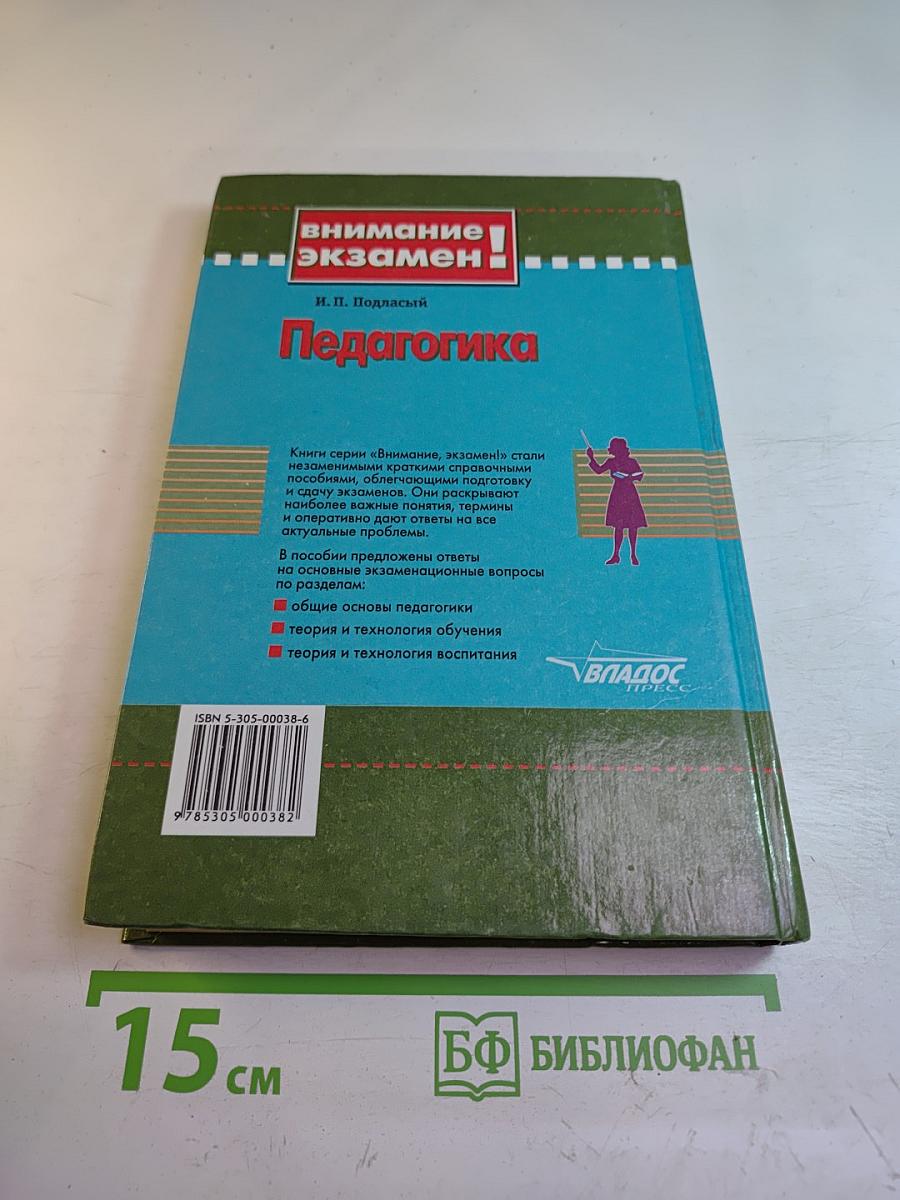 внимание
экзамен!
И. П. Подласый
Педагогика
Книги серии «Внимание, экзамен!» стали
незаменимыми краткими справочными
пособиями, облегчающими подготовку
и сдачу экзаменов. Они раскрывают
наиболее важные понятия, термины
и оперативно дают ответы на все
актуальные проблемы.
В пособии предложены ответы
на основные экзаменационные вопросы
по разделам:
общие основы педагогики
теория и технология обучения
теория и технология воспитания
ВЛАДОС
ПРЕСС
ISBN 5-305-00038-6
9 785305 000382
15 см
БФ БИБЛИОФАН